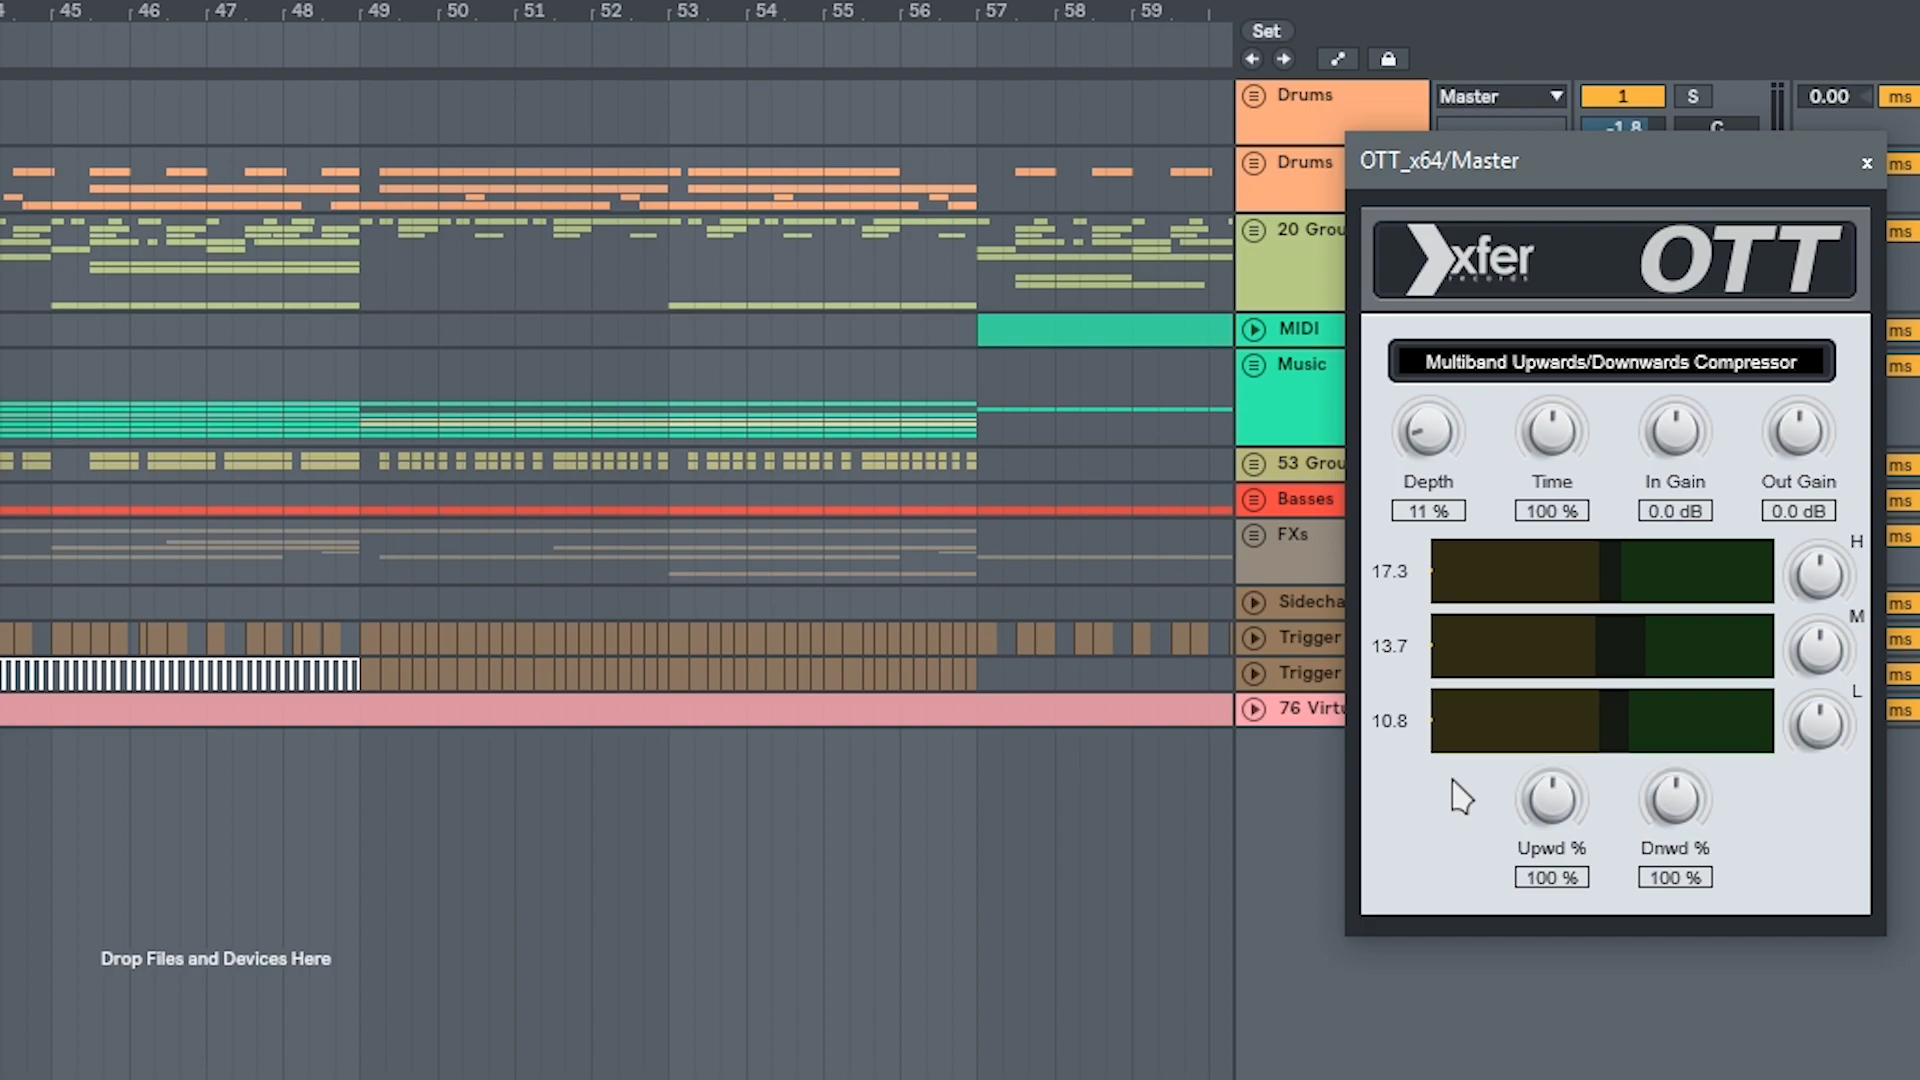 45 46 47 48 49 50 51 52 53 54 55 56 57 58 59
Set
Drums
Master
1
S
0.00
ms
-1.8
C
Drums
ms
20 Grou
ms
MIDI
ms
Music
ms
53 Grou
ms
Basses
ms
FXs
ms
Sidecha
ms
Trigger
ms
Trigger
ms
76 Virtu
ms
Drop Files and Devices Here
OTT_x64/Master
x
xfer
records
OTT
Multiband Upwards/Downwards Compressor
Depth Time In Gain Out Gain
11 % 100 % 0.0 dB 0.0 dB
H
17.3
M
13.7
L
10.8
Upwd % Dnwd %
100 % 100 %